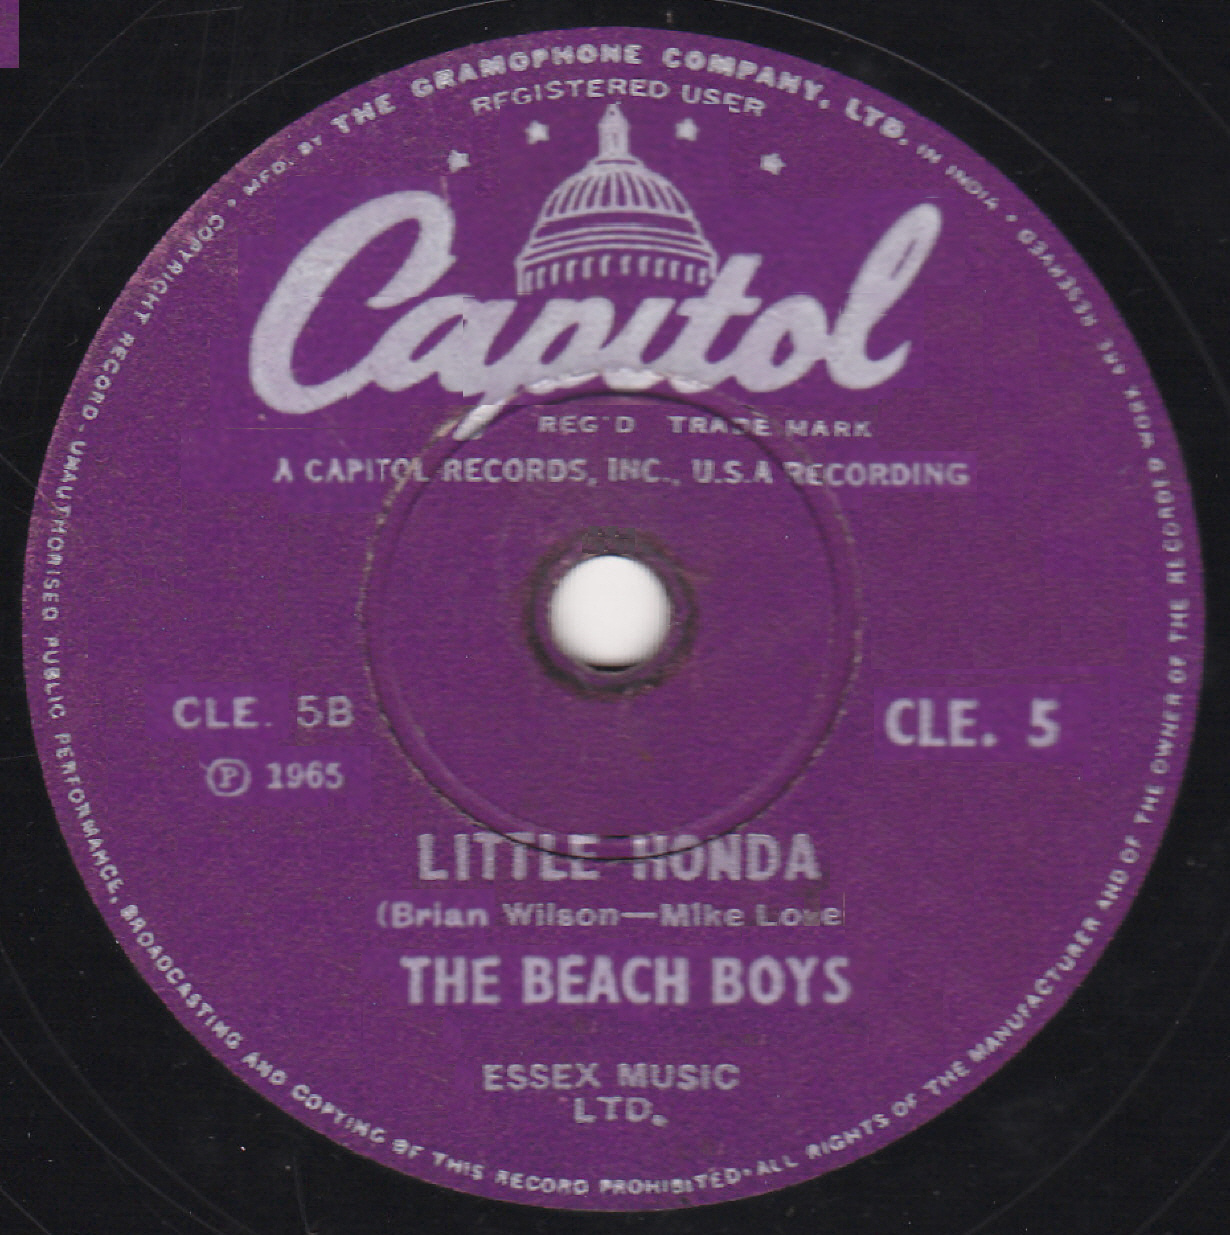 MFD. BY THE GRAMOPHONE COMPANY, LTD. IN INDIA • ALL RIGHTS OF THE MANUFACTURER AND OF THE OWNER OF THE RECORDED WORK ARE RESERVED
REGISTERED USER
Capitol
REG'D TRADE MARK
A CAPITOL RECORDS, INC., U.S.A RECORDING
CLE. 5B
CLE. 5
Ⓟ 1965
LITTLE HONDA
(Brian Wilson—Mike Love
THE BEACH BOYS
ESSEX MUSIC
LTD.
COPYRIGHT RECORD - UNAUTHORISED PUBLIC PERFORMANCE, BROADCASTING AND COPYING OF THIS RECORD PROHIBITED •